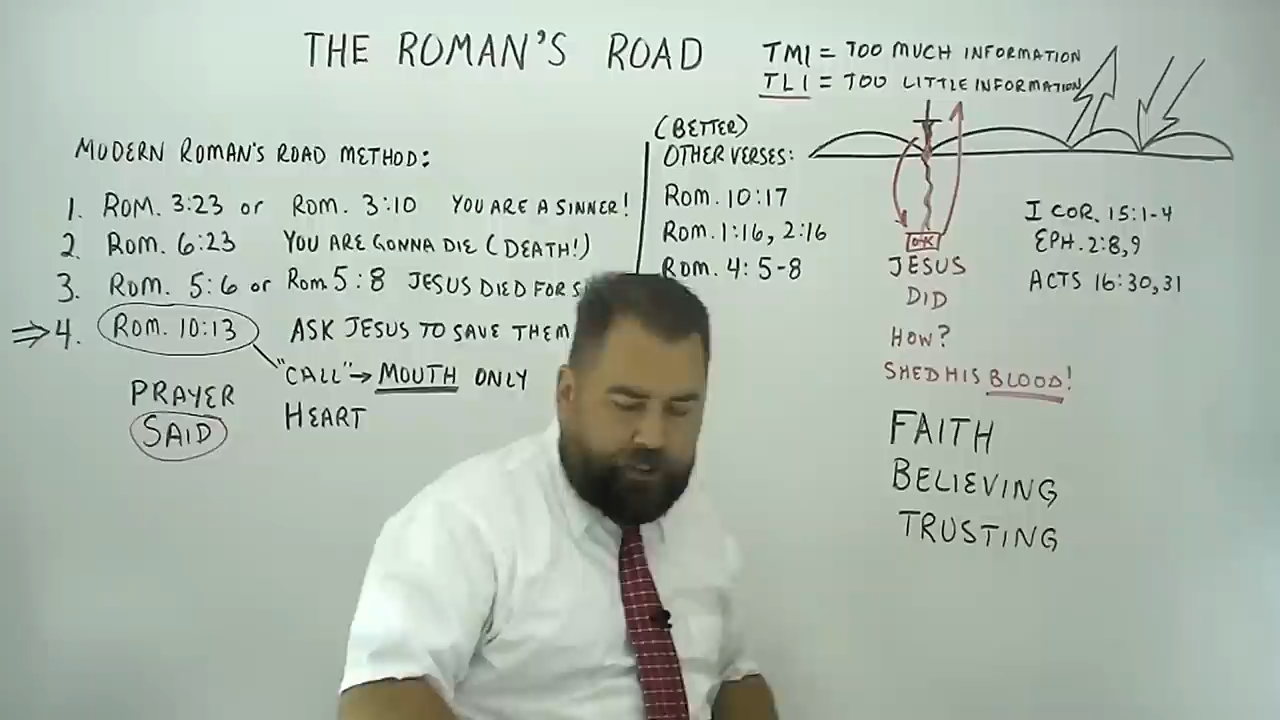 THE ROMAN'S ROAD
TMI = TOO MUCH INFORMATION
TLI = TOO LITTLE INFORMATION
MODERN ROMAN'S ROAD METHOD:
1. ROM. 3:23 or Rom. 3:10 YOU ARE A SINNER!
2. ROM. 6:23 YOU ARE GONNA DIE (DEATH!)
3. ROM. 5:6 or Rom 5:8 JESUS DIED FOR
⇒ 4. Rom. 10:13 ASK JESUS TO SAVE THEM
"CALL" → MOUTH ONLY
HEART
PRAYER
SAID
(BETTER)
OTHER VERSES:
Rom. 10:17
Rom. 1:16, 2:16
Rom. 4:5-8
JESUS
DID
HOW?
SHED HIS BLOOD!
FAITH
BELIEVING
TRUSTING
I COR. 15:1-4
EPH. 2:8,9
ACTS 16:30,31